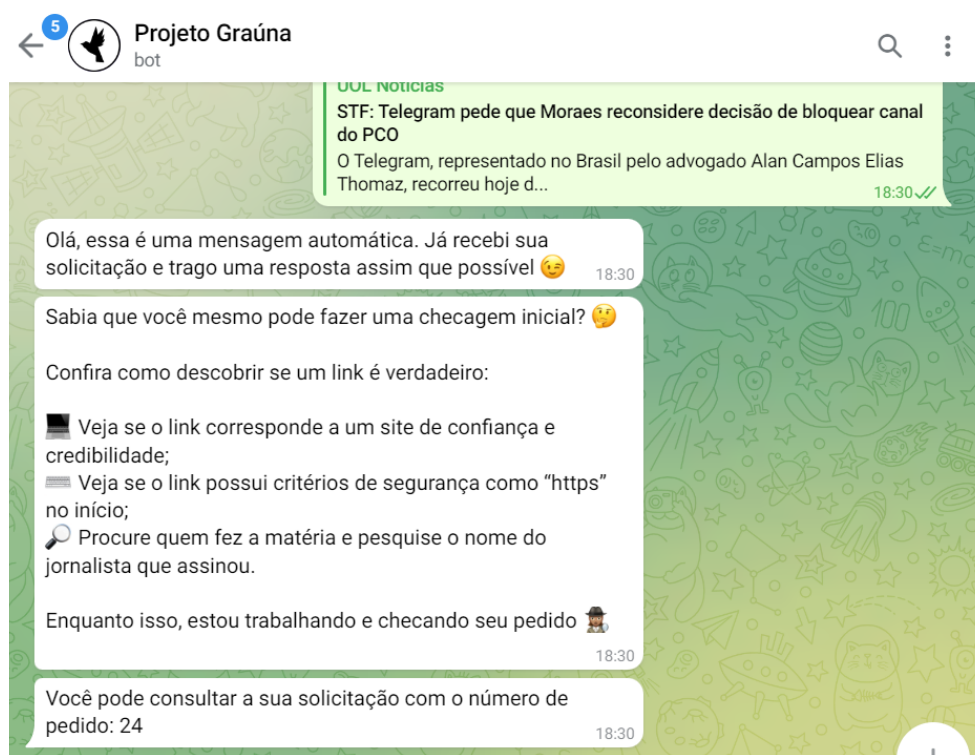 5
Projeto Graúna
bot
UOL Notícias
STF: Telegram pede que Moraes reconsidere decisão de bloquear canal
do PCO
O Telegram, representado no Brasil pelo advogado Alan Campos Elias
Thomaz, recorreu hoje d...
18:30
Olá, essa é uma mensagem automática. Já recebi sua
solicitação e trago uma resposta assim que possível 😉
18:30
Sabia que você mesmo pode fazer uma checagem inicial? 🤔
Confira como descobrir se um link é verdadeiro:
💻 Veja se o link corresponde a um site de confiança e
credibilidade;
⌨️ Veja se o link possui critérios de segurança como “https”
no início;
🔎 Procure quem fez a matéria e pesquise o nome do
jornalista que assinou.
Enquanto isso, estou trabalhando e checando seu pedido 🕵🏽
18:30
Você pode consultar a sua solicitação com o número de
pedido: 24
18:30